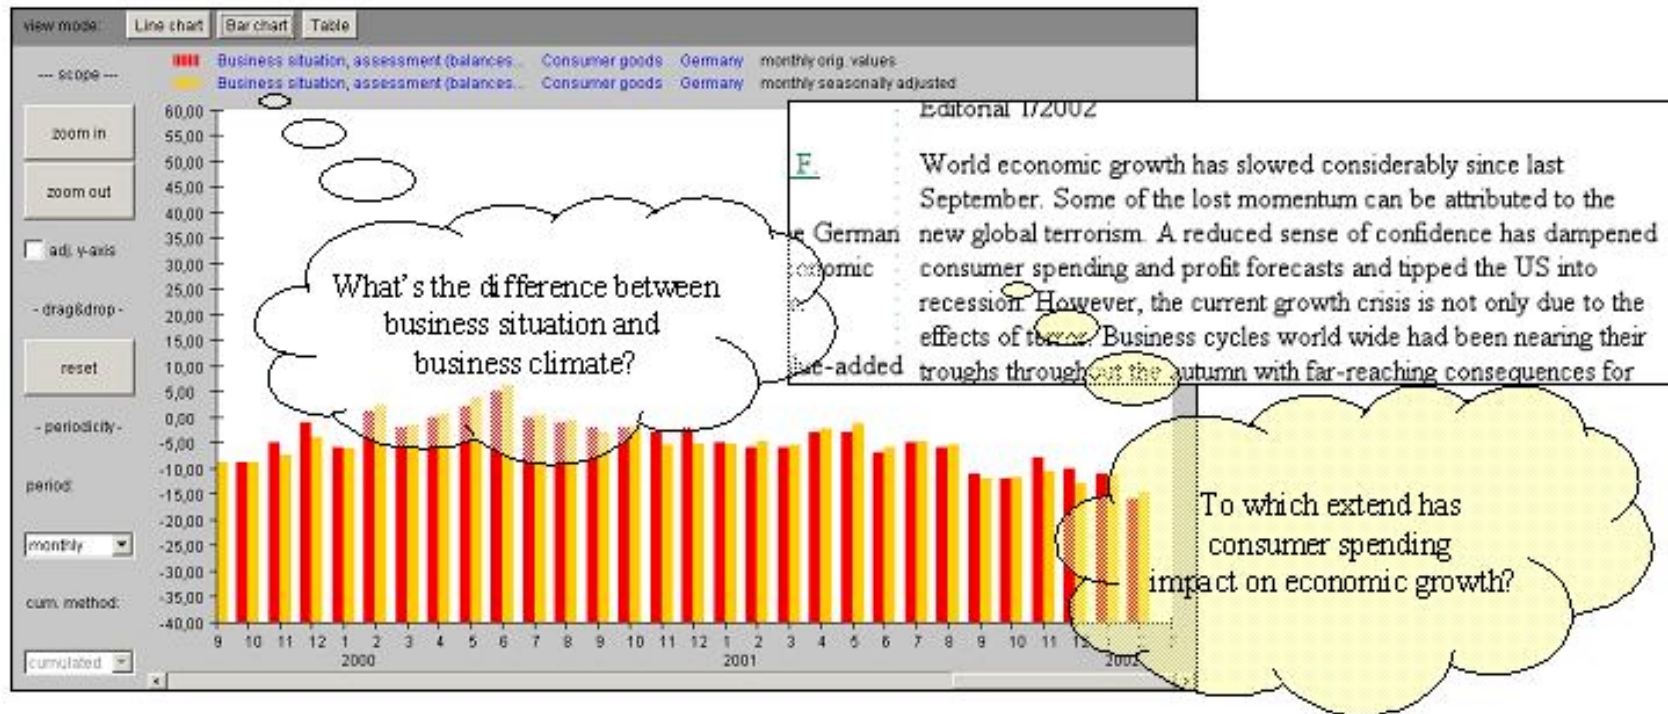 view mode: Line chart Bar chart Table
--- scope ---
Business situation, assessment (balances... Consumer goods Germany monthly orig. values
Business situation, assessment (balances... Consumer goods Germany monthly seasonally adjusted
zoom in
zoom out
adj. y-axis
- drag&drop -
reset
- periodicity -
period:
monthly
cum. method:
cumulated
60,00
55,00
50,00
45,00
40,00
35,00
30,00
25,00
20,00
15,00
10,00
5,00
0,00
-5,00
-10,00
-15,00
-20,00
-25,00
-30,00
-35,00
-40,00
9 10 11 12 1 2 3 4 5 6 7 8 9 10 11 12 1 2 3 4 5 6 7 8 9 10 11
2000 2001 2002
What's the difference between
business situation and
business climate?
Editorial 1/2002
F.
World economic growth has slowed considerably since last
September. Some of the lost momentum can be attributed to the
e German new global terrorism. A reduced sense of confidence has dampened
onomic consumer spending and profit forecasts and tipped the US into
recession. However, the current growth crisis is not only due to the
effects of Business cycles world wide had been nearing their
ue-added troughs throughout the autumn with far-reaching consequences for
To which extend has
consumer spending
impact on economic growth?